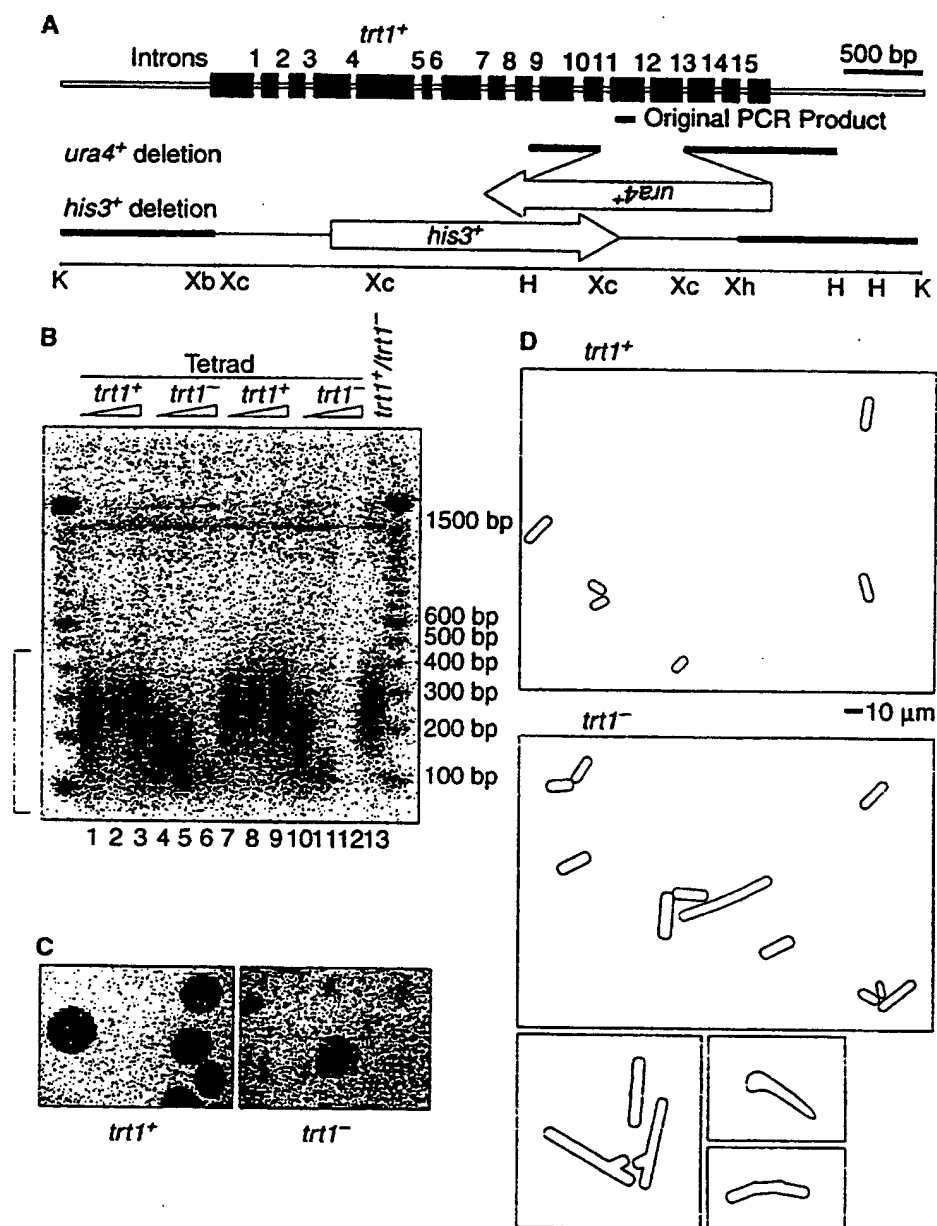 A
trt1+
Introns 1 2 3 4 5 6 7 8 9 10 11 12 13 14 15
500 bp
Original PCR Product
ura4+ deletion
ura4+
his3+ deletion
his3+
K Xb Xc Xc H Xc Xc Xh H H K
B
Tetrad
trt1+ trt1− trt1+ trt1−
trt1+/trt1−
1500 bp
600 bp
500 bp
400 bp
300 bp
200 bp
100 bp
1 2 3 4 5 6 7 8 9 10 11 12 13
C
trt1+ trt1−
D
trt1+
10 µm
trt1−